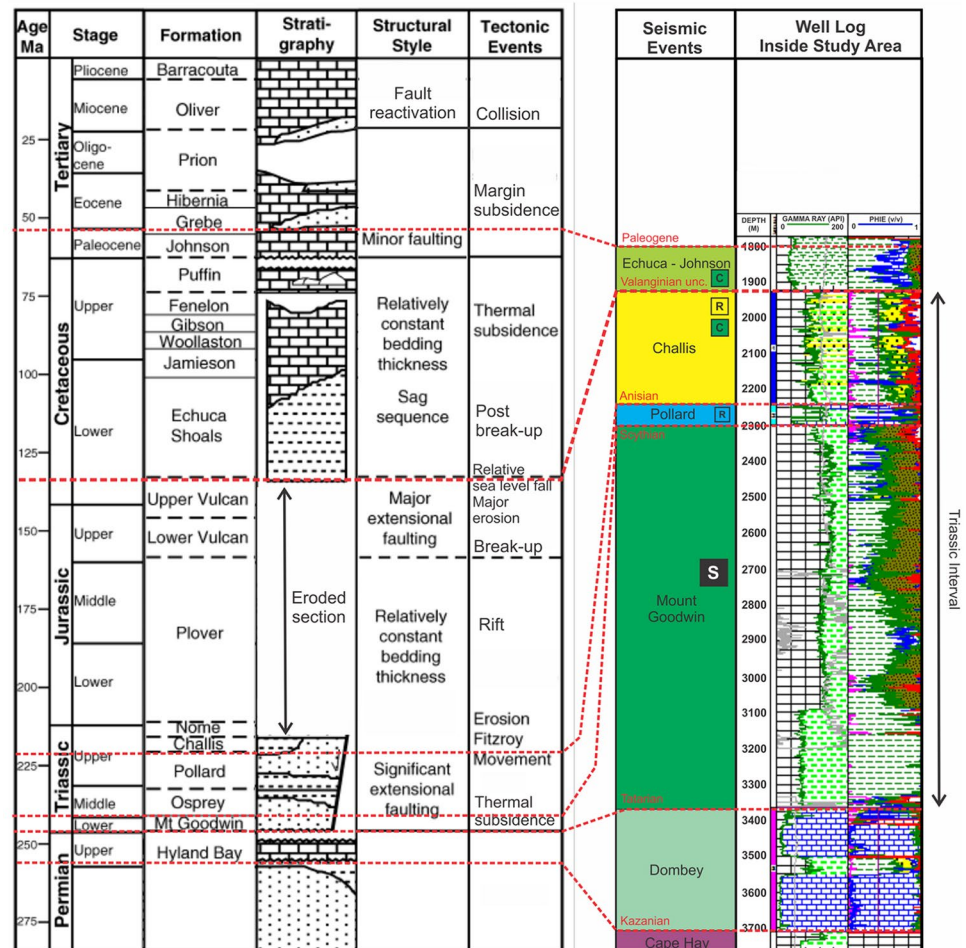 Age
Ma
Stage
Formation
Strati-
graphy
Structural
Style
Tectonic
Events
Seismic
Events
Well Log
Inside Study Area
25
50
75
100
125
150
175
200
225
250
275
Tertiary
Cretaceous
Jurassic
Triassic
Permian
Pliocene
Miocene
Oligo-
cene
Eocene
Paleocene
Upper
Lower
Upper
Middle
Lower
Upper
Middle
Lower
Upper
Barracouta
Oliver
Prion
Hibernia
Grebe
Johnson
Puffin
Fenelon
Gibson
Woollaston
Jamieson
Echuca
Shoals
Upper Vulcan
Lower Vulcan
Plover
Nome
Challis
Pollard
Osprey
Mt Goodwin
Hyland Bay
Eroded
section
Fault
reactivation
Minor faulting
Relatively
constant
bedding
thickness
Sag
sequence
Major
extensional
faulting
Relatively
constant
bedding
thickness
Significant
extensional
faulting
Collision
Margin
subsidence
Thermal
subsidence
Post
break-up
Relative
sea level fall
Major
erosion
Break-up
Rift
Erosion
Fitzroy
Movement
Thermal
subsidence
Paleogene
Echuca - Johnson
Valanginian unc.
C
R
C
Challis
Anisian
Pollard
R
Scythian
S
Mount
Goodwin
Tatarian
Dombey
Kazanian
Cape Hay
DEPTH
(M)
GAMMA RAY (API)
0 200
PHIE (v/v)
0 1
1800
1900
2000
2100
2200
2300
2400
2500
2600
2700
2800
2900
3000
3100
3200
3300
3400
3500
3600
3700
Triassic Interval